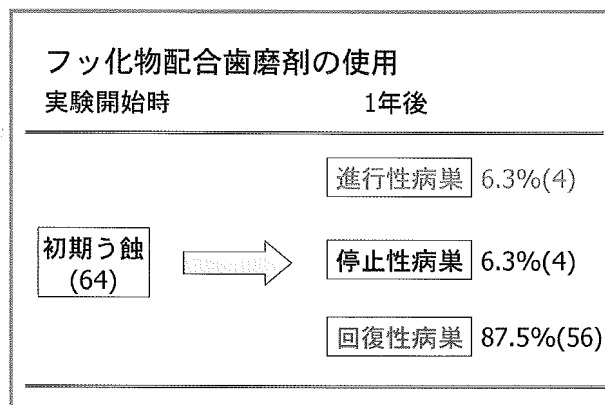 フッ化物配合歯磨剤の使用
実験開始時 1年後
進行性病巣 6.3%(4)
初期う蝕
(64)
停止性病巣 6.3%(4)
回復性病巣 87.5%(56)